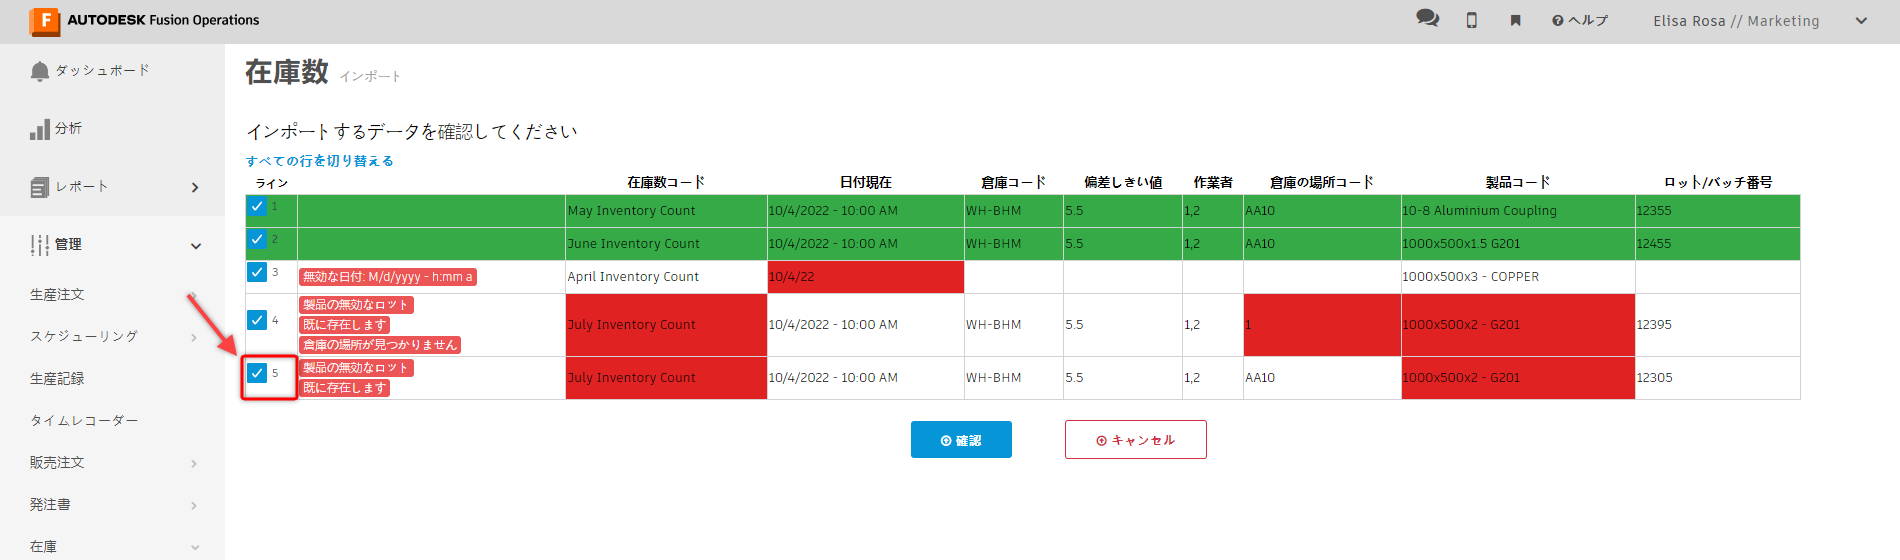 AUTODESK Fusion Operations
ヘルプ
Elisa Rosa // Marketing
ダッシュボード
分析
レポート
管理
生産注文
スケジューリング
生産記録
タイムレコーダー
販売注文
発注書
在庫
在庫数 インポート
インポートするデータを確認してください
すべての行を切り替える
ライン 在庫数コード 日付現在 倉庫コード 偏差しきい値 作業者 倉庫の場所コード 製品コード ロット/バッチ番号
1 May Inventory Count 10/4/2022 - 10:00 AM WH-BHM 5.5 1,2 AA10 10-8 Aluminium Coupling 12355
2 June Inventory Count 10/4/2022 - 10:00 AM WH-BHM 5.5 1,2 AA10 1000x500x1.5 G201 12455
3 無効な日付: M/d/yyyy - h:mm a April Inventory Count 10/4/22 1000x500x3 - COPPER
製品の無効なロット
4 既に存在します July Inventory Count 10/4/2022 - 10:00 AM WH-BHM 5.5 1,2 1 1000x500x2 - G201 12395
倉庫の場所が見つかりません
5 製品の無効なロット July Inventory Count 10/4/2022 - 10:00 AM WH-BHM 5.5 1,2 AA10 1000x500x2 - G201 12305
既に存在します
確認
キャンセル